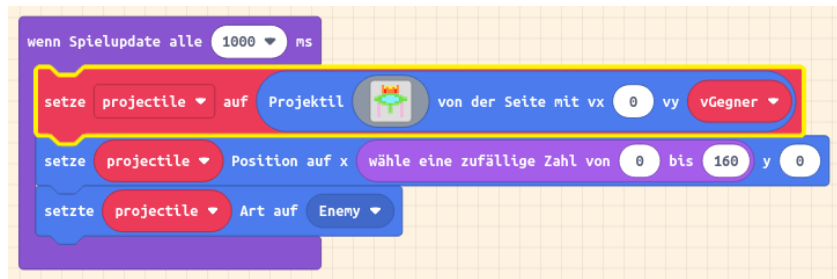 wenn Spielupdate alle 1000 ms
setze projectile auf Projektil von der Seite mit vx 0 vy vGegner
setze projectile Position auf x wähle eine zufällige Zahl von 0 bis 160 y 0
setzte projectile Art auf Enemy